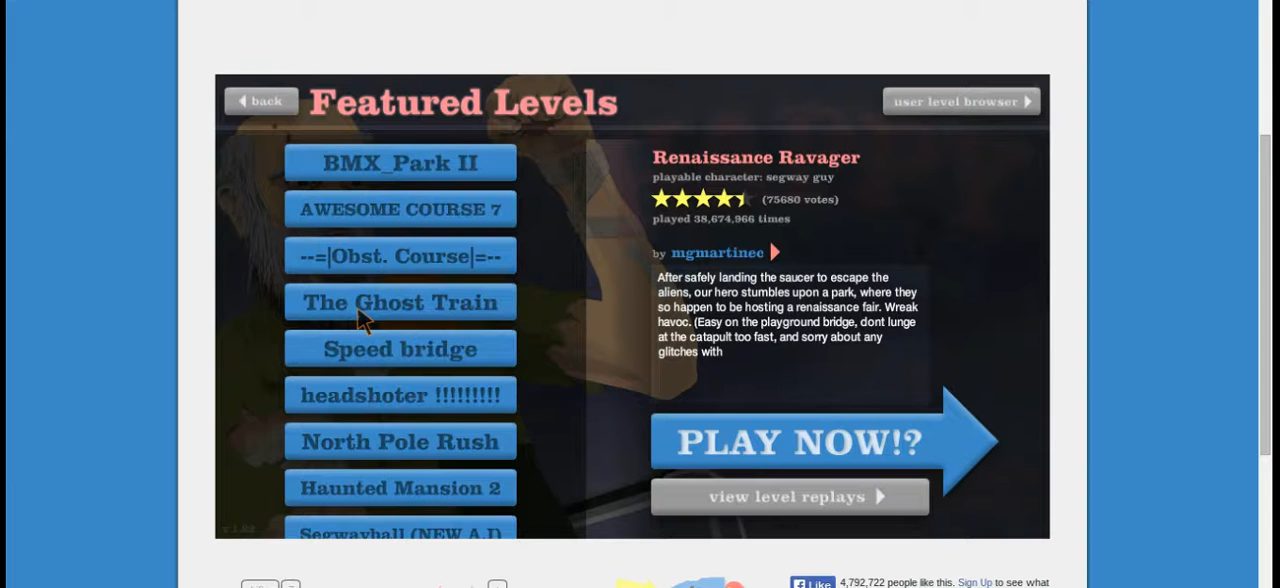 back
Featured Levels
user level browser
BMX_Park II
AWESOME COURSE 7
--=|Obst. Course|=--
The Ghost Train
Speed bridge
headshoter !!!!!!!!!
North Pole Rush
Haunted Mansion 2
Segwayball (NEW A.I)
Renaissance Ravager
playable character: segway guy
(75680 votes)
played 38,674,966 times
by mgmartinec
After safely landing the saucer to escape the
aliens, our hero stumbles upon a park, where they
so happen to be hosting a renaissance fair. Wreak
havoc. (Easy on the playground bridge, dont lunge
at the catapult too fast, and sorry about any
glitches with
PLAY NOW!?
view level replays
Like
4,792,722 people like this. Sign Up to see what